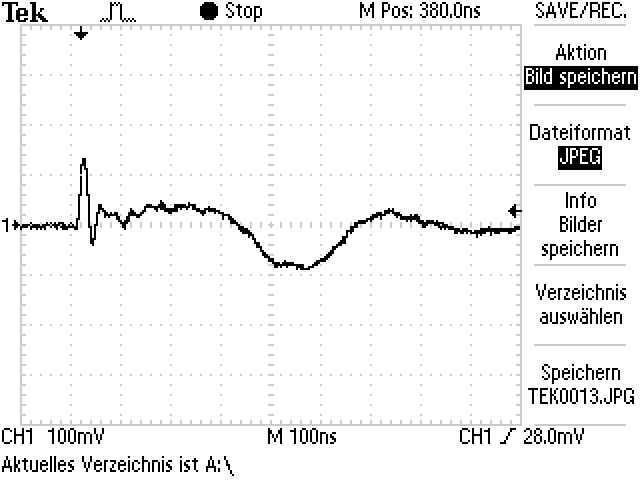 Tek Stop M Pos: 380.0ns SAVE/REC.
Aktion
Bild speichern
Dateiformat
JPEG
Info
Bilder
speichern
1
Verzeichnis
auswählen
Speichern
TEK0013.JPG
CH1 100mV M 100ns CH1 28.0mV
Aktuelles Verzeichnis ist A:\